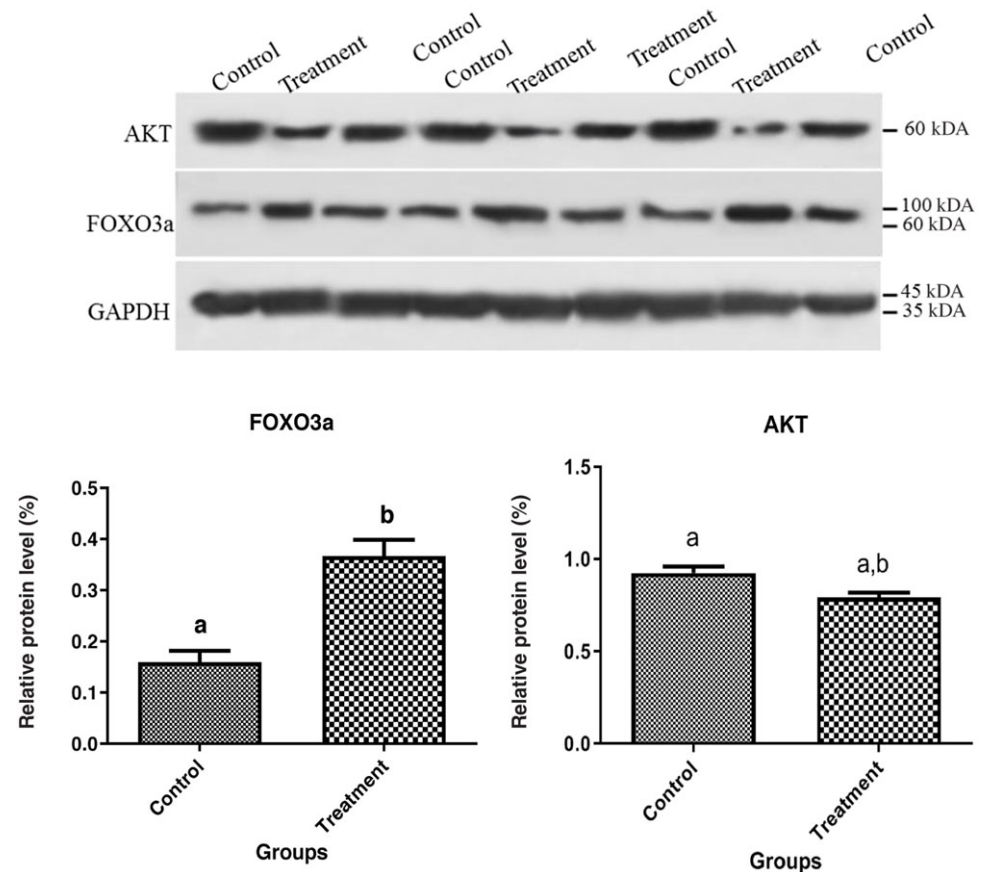 Control Treatment Control Control Treatment Treatment Control Treatment Control
AKT
60 kDA
FOXO3a
100 kDA
60 kDA
GAPDH
45 kDA
35 kDA
FOXO3a
Relative protein level (%)
0.5
0.4
0.3
0.2
0.1
0.0
a
b
Control
Treatment
Groups
AKT
Relative protein level (%)
1.5
1.0
0.5
0.0
a
a,b
Control
Treatment
Groups